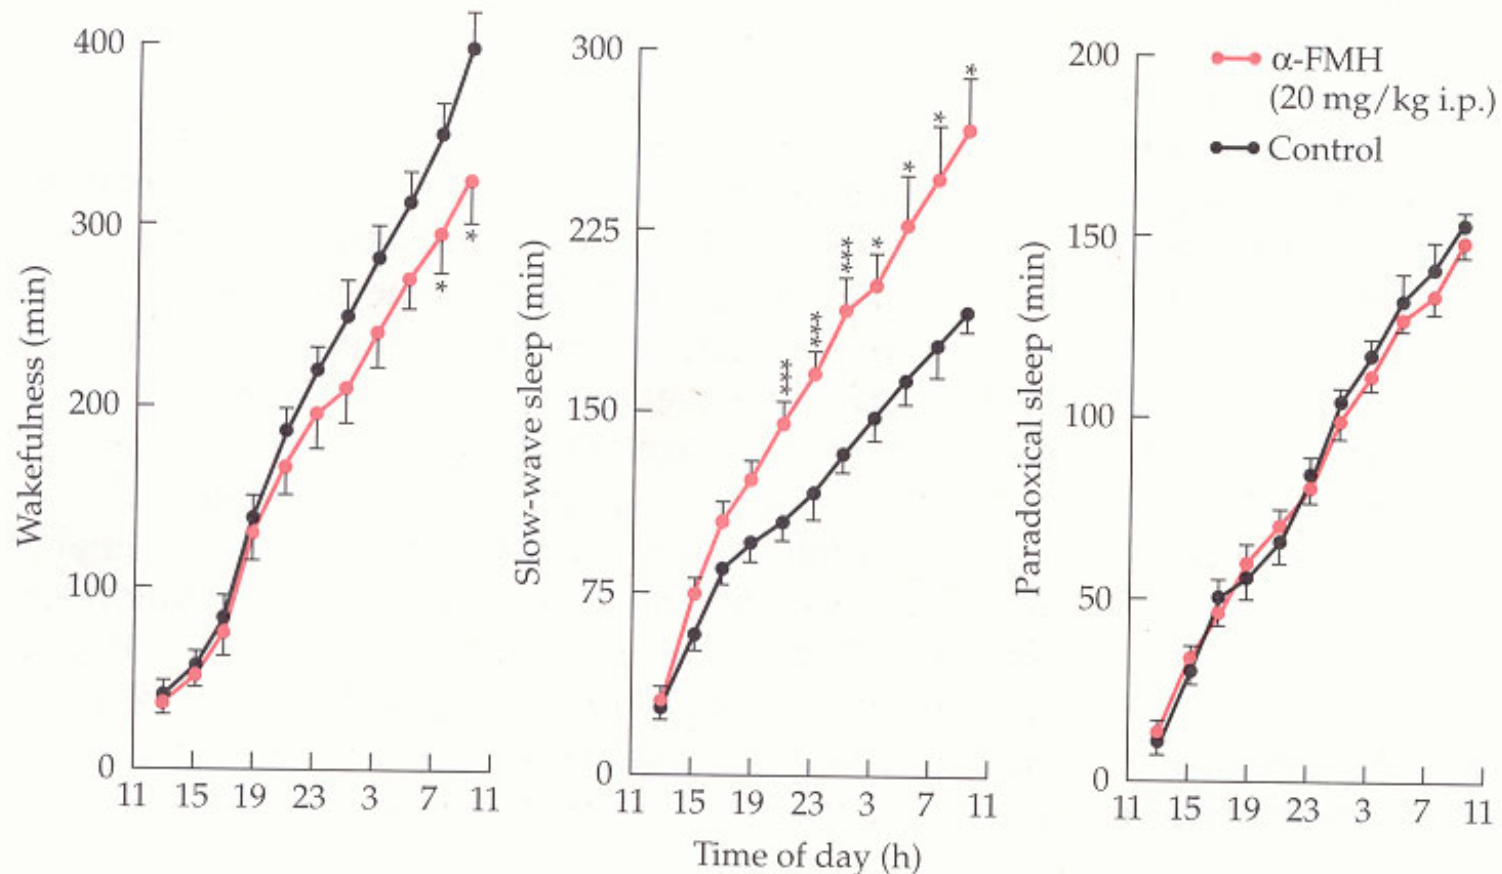 Wakefulness (min)
400
300
200
100
0
11 15 19 23 3 7 11
Slow-wave sleep (min)
300
225
150
75
0
*** *** *** * * * *
* *
11 15 19 23 3 7 11
Time of day (h)
Paradoxical sleep (min)
200
150
100
50
0
11 15 19 23 3 7 11
α-FMH
(20 mg/kg i.p.)
Control